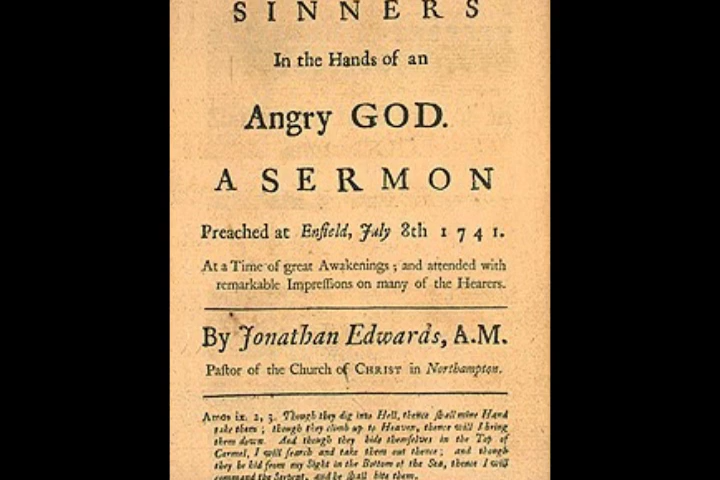 SINNERS
In the Hands of an
Angry GOD.
A SERMON
Preached at Enfield, July 8th 1741.
At a Time of great Awakenings ; and attended with
remarkable Impreſſions on many of the Hearers.
By Jonathan Edwards, A.M.
Paſtor of the Church of CHRIST in Northampton.
Amos ix. 2, 3. Though they dig into Hell, thence ſhall mine Hand
take them ; though they climb up to Heaven, thence will I bring
them down. And though they hide themſelves in the Top of
Carmel, I will ſearch and take them out thence ; and though
they be hid from my Sight in the Bottom of the Sea, thence I will
command the Serpent, and he ſhall bite them.